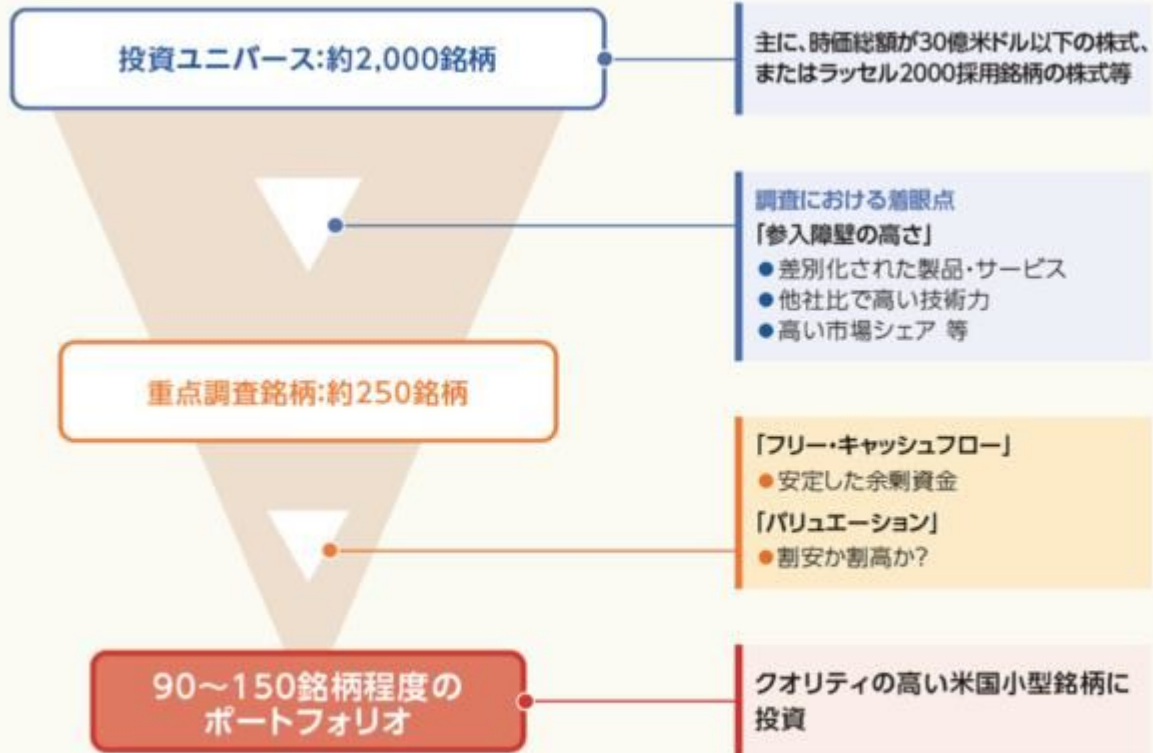 投資ユニバース:約2,000銘柄
主に、時価総額が30億米ドル以下の株式、
またはラッセル2000採用銘柄の株式等
調査における着眼点
「参入障壁の高さ」
●差別化された製品・サービス
●他社比で高い技術力
●高い市場シェア 等
重点調査銘柄:約250銘柄
「フリー・キャッシュフロー」
●安定した余剰資金
「バリュエーション」
●割安か割高か?
90～150銘柄程度の
ポートフォリオ
クオリティの高い米国小型銘柄に
投資